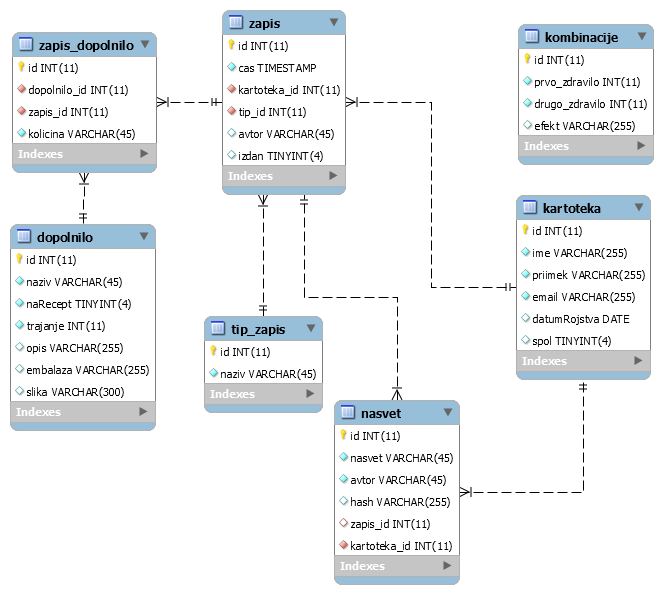 zapis_dopolnilo
id INT(11)
dopolnilo_id INT(11)
zapis_id INT(11)
kolicina VARCHAR(45)
Indexes
zapis
id INT(11)
cas TIMESTAMP
kartoteka_id INT(11)
tip_id INT(11)
avtor VARCHAR(45)
izdan TINYINT(4)
Indexes
kombinacije
id INT(11)
prvo_zdravilo INT(11)
drugo_zdravilo INT(11)
efekt VARCHAR(255)
Indexes
dopolnilo
id INT(11)
naziv VARCHAR(45)
naRecept TINYINT(4)
trajanje INT(11)
opis VARCHAR(255)
embalaza VARCHAR(255)
slika VARCHAR(300)
Indexes
tip_zapis
id INT(11)
naziv VARCHAR(45)
Indexes
kartoteka
id INT(11)
ime VARCHAR(255)
priimek VARCHAR(255)
email VARCHAR(255)
datumRojstva DATE
spol TINYINT(4)
Indexes
nasvet
id INT(11)
nasvet VARCHAR(45)
avtor VARCHAR(45)
hash VARCHAR(255)
zapis_id INT(11)
kartoteka_id INT(11)
Indexes